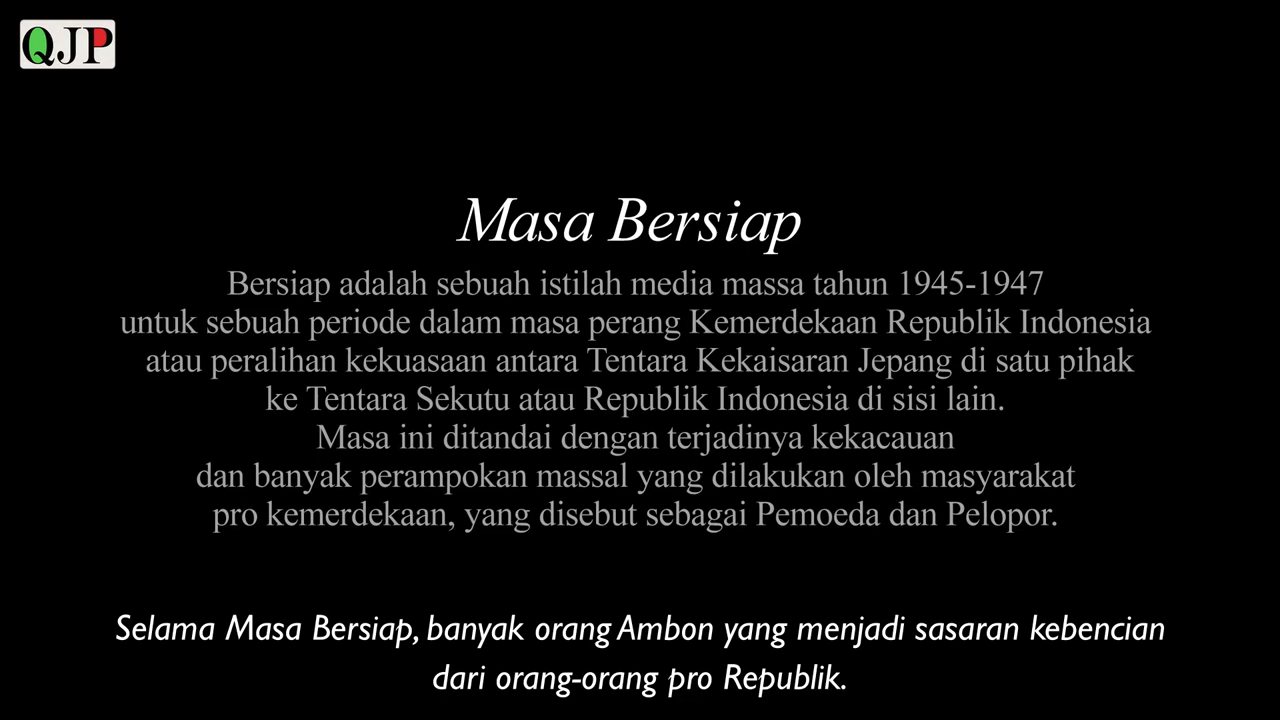 QJP
Masa Bersiap
Bersiap adalah sebuah istilah media massa tahun 1945-1947
untuk sebuah periode dalam masa perang Kemerdekaan Republik Indonesia
atau peralihan kekuasaan antara Tentara Kekaisaran Jepang di satu pihak
ke Tentara Sekutu atau Republik Indonesia di sisi lain.
Masa ini ditandai dengan terjadinya kekacauan
dan banyak perampokan massal yang dilakukan oleh masyarakat
pro kemerdekaan, yang disebut sebagai Pemoeda dan Pelopor.
Selama Masa Bersiap, banyak orang Ambon yang menjadi sasaran kebencian
dari orang-orang pro Republik.